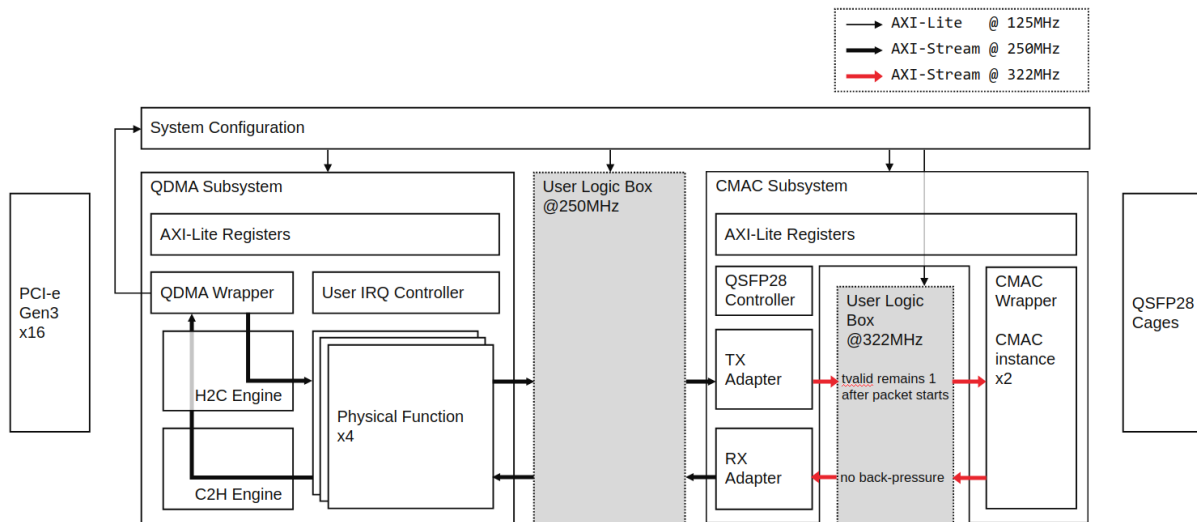 AXI-Lite @ 125MHz
AXI-Stream @ 250MHz
AXI-Stream @ 322MHz
System Configuration
PCI-e
Gen3
x16
QDMA Subsystem
AXI-Lite Registers
QDMA Wrapper
User IRQ Controller
H2C Engine
C2H Engine
Physical Function
x4
User Logic Box
@250MHz
CMAC Subsystem
AXI-Lite Registers
QSFP28
Controller
TX
Adapter
RX
Adapter
User Logic
Box
@322MHz
tvalid remains 1
after packet starts
no back-pressure
CMAC
Wrapper
CMAC
instance
x2
QSFP28
Cages